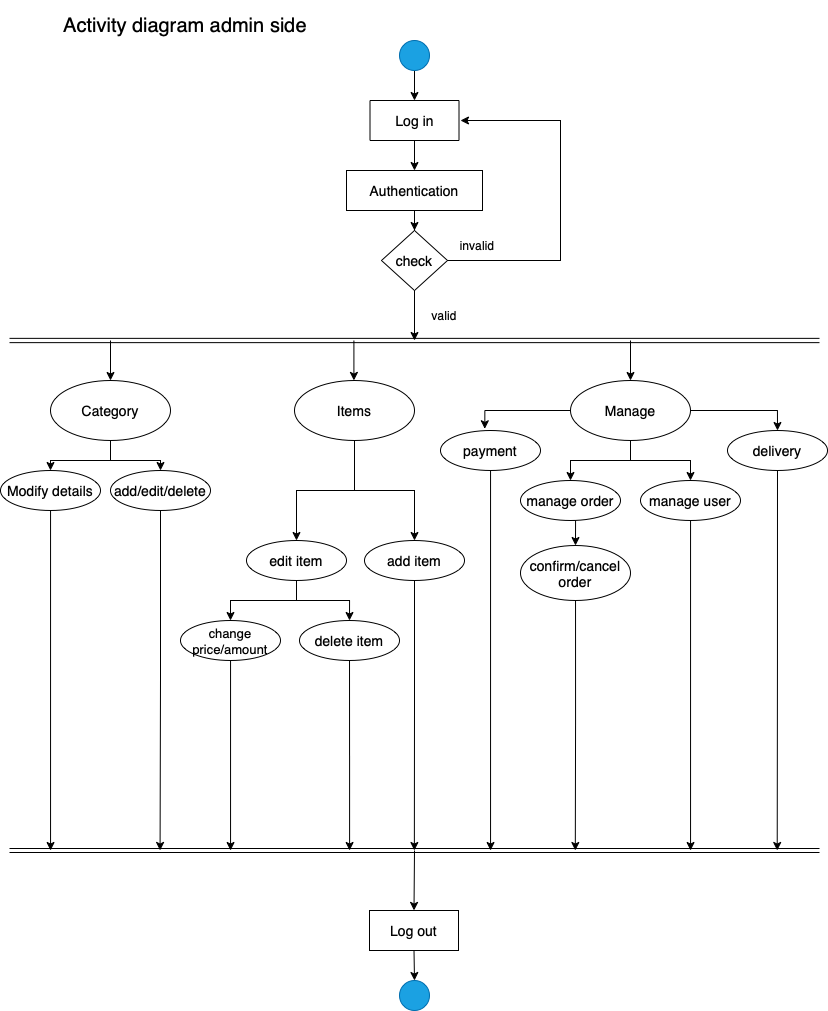 Activity diagram admin side
Log in
Authentication
check
invalid
valid
Category
Items
Manage
payment
delivery
Modify details
add/edit/delete
manage order
manage user
edit item
add item
confirm/cancel
order
change
price/amount
delete item
Log out